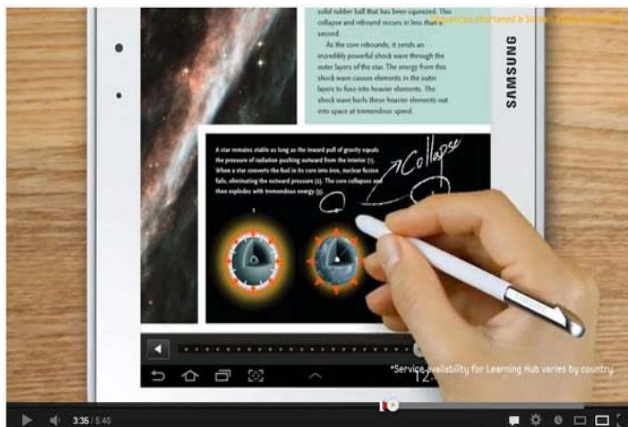 solid rubber ball that has been squeezed. This
collapse and rebound occurs in less than a
second.
As the core rebounds, it sends an
incredibly powerful shock wave through the
outer layers of the star. The energy from this
shock wave causes elements in the outer
layers to fuse into heavier elements. The
shock wave hurls these heavier elements out
into space at tremendous speed.
SAMSUNG
A star remains stable as long as the inward pull of gravity equals
the pressure of radiation pushing outward from the interior (1).
When a star converts the fuel in its core into iron, nuclear fusion
fails, eliminating the outward pressure (2). The core collapses and
then explodes with tremendous energy (3).
Collapse
1
*Service availability for Learning Hub varies by country.
12
3:35 / 5:48